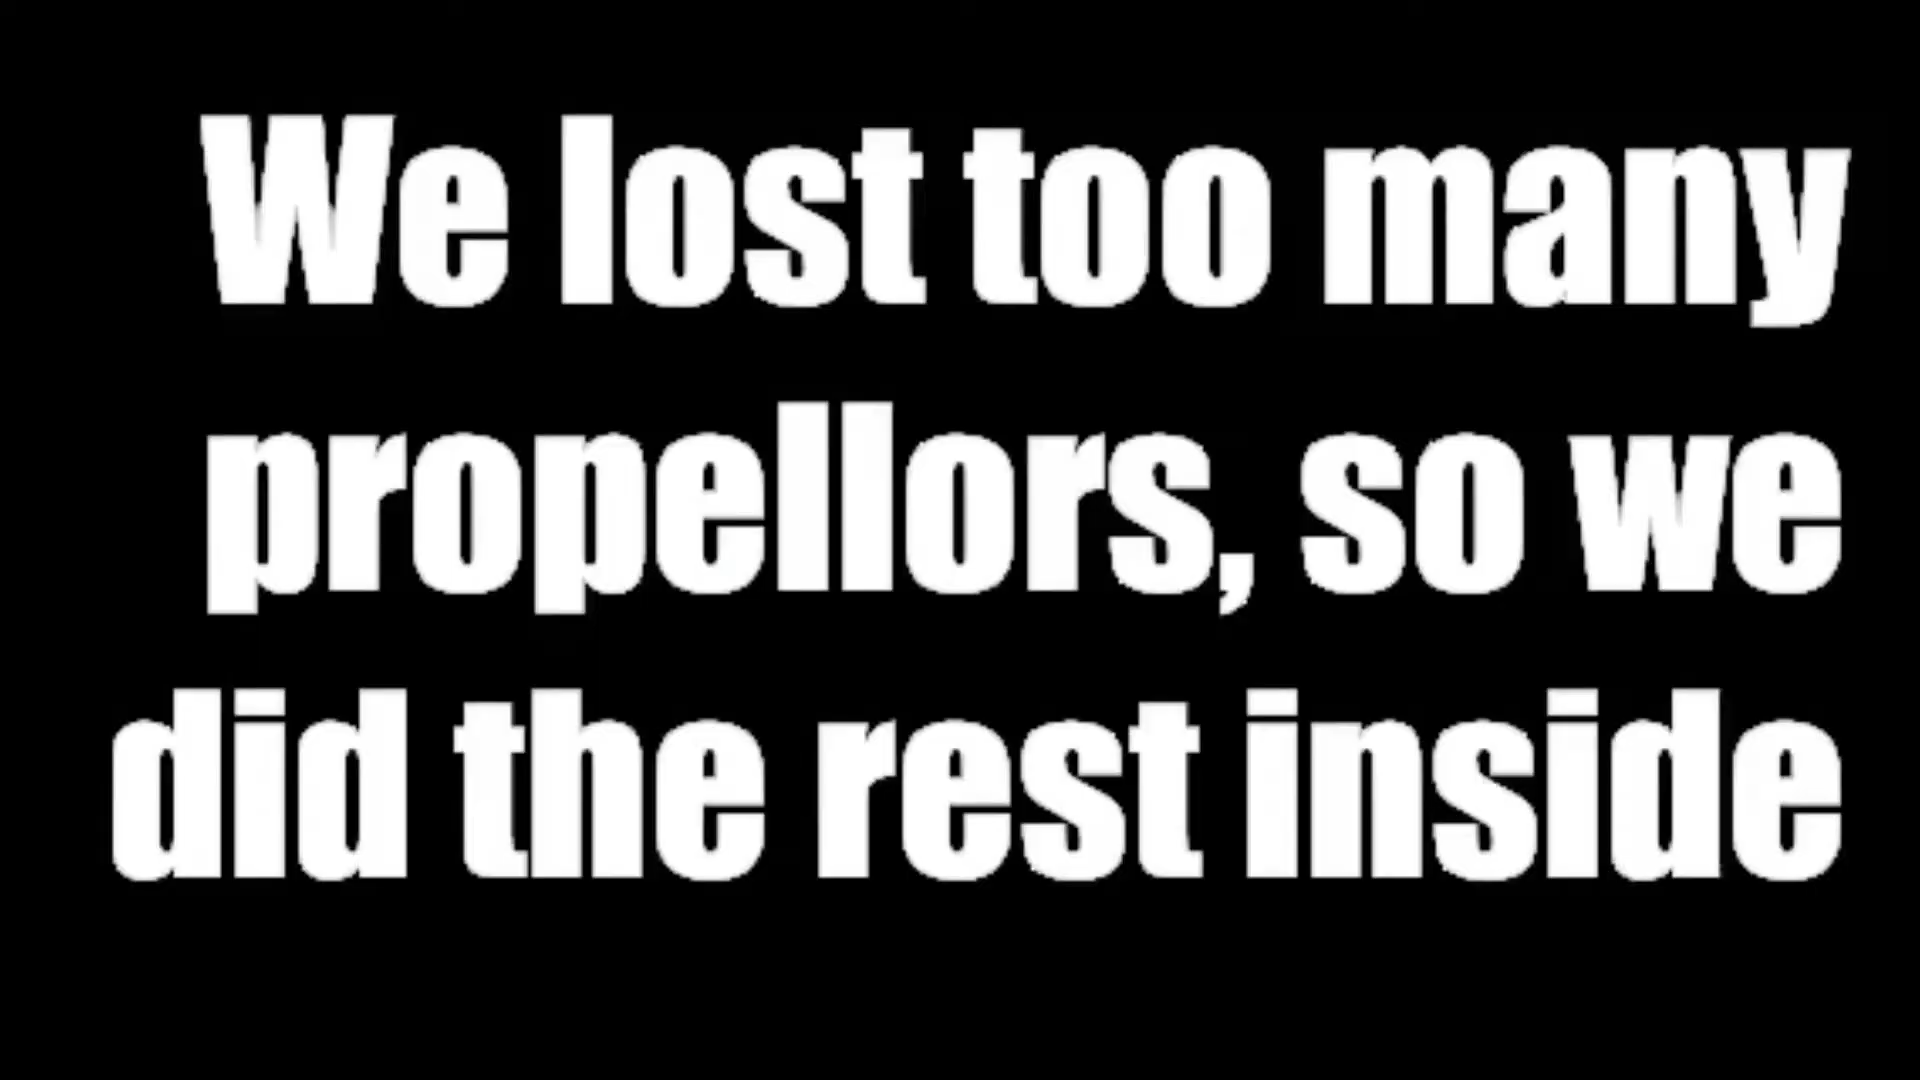 We lost too many
propellors, so we
did the rest inside